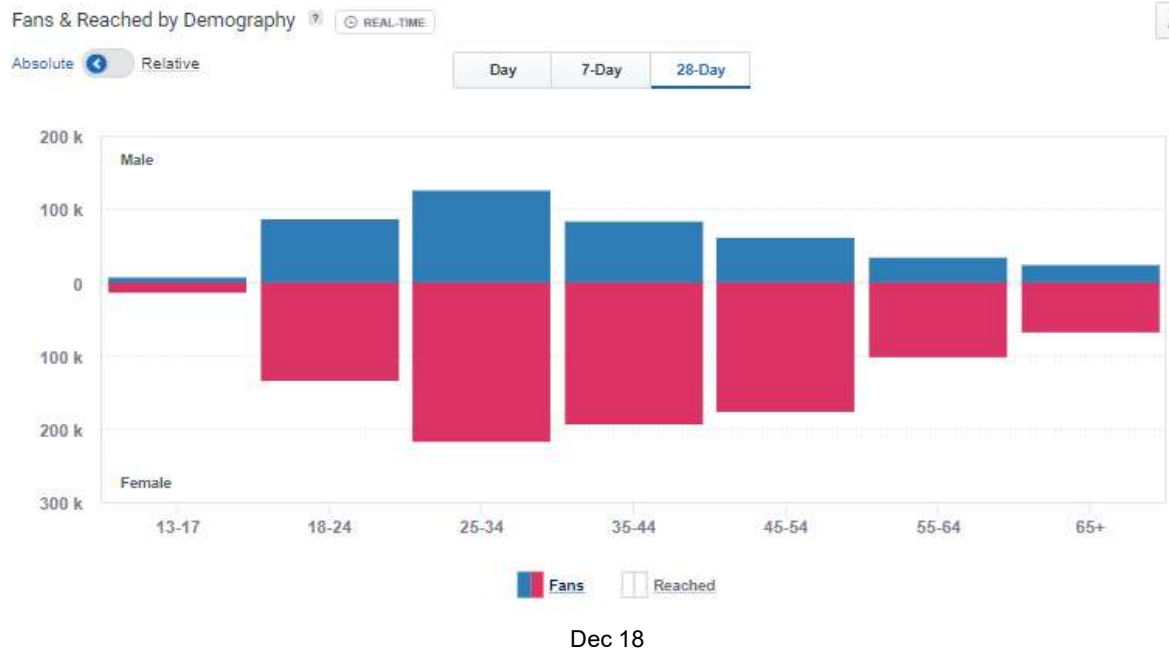 Fans & Reached by Demography ? REAL-TIME
Absolute Relative
Day 7-Day 28-Day
200 k
Male
100 k
0
100 k
200 k
Female
300 k
13-17 18-24 25-34 35-44 45-54 55-64 65+
Fans Reached
Dec 18